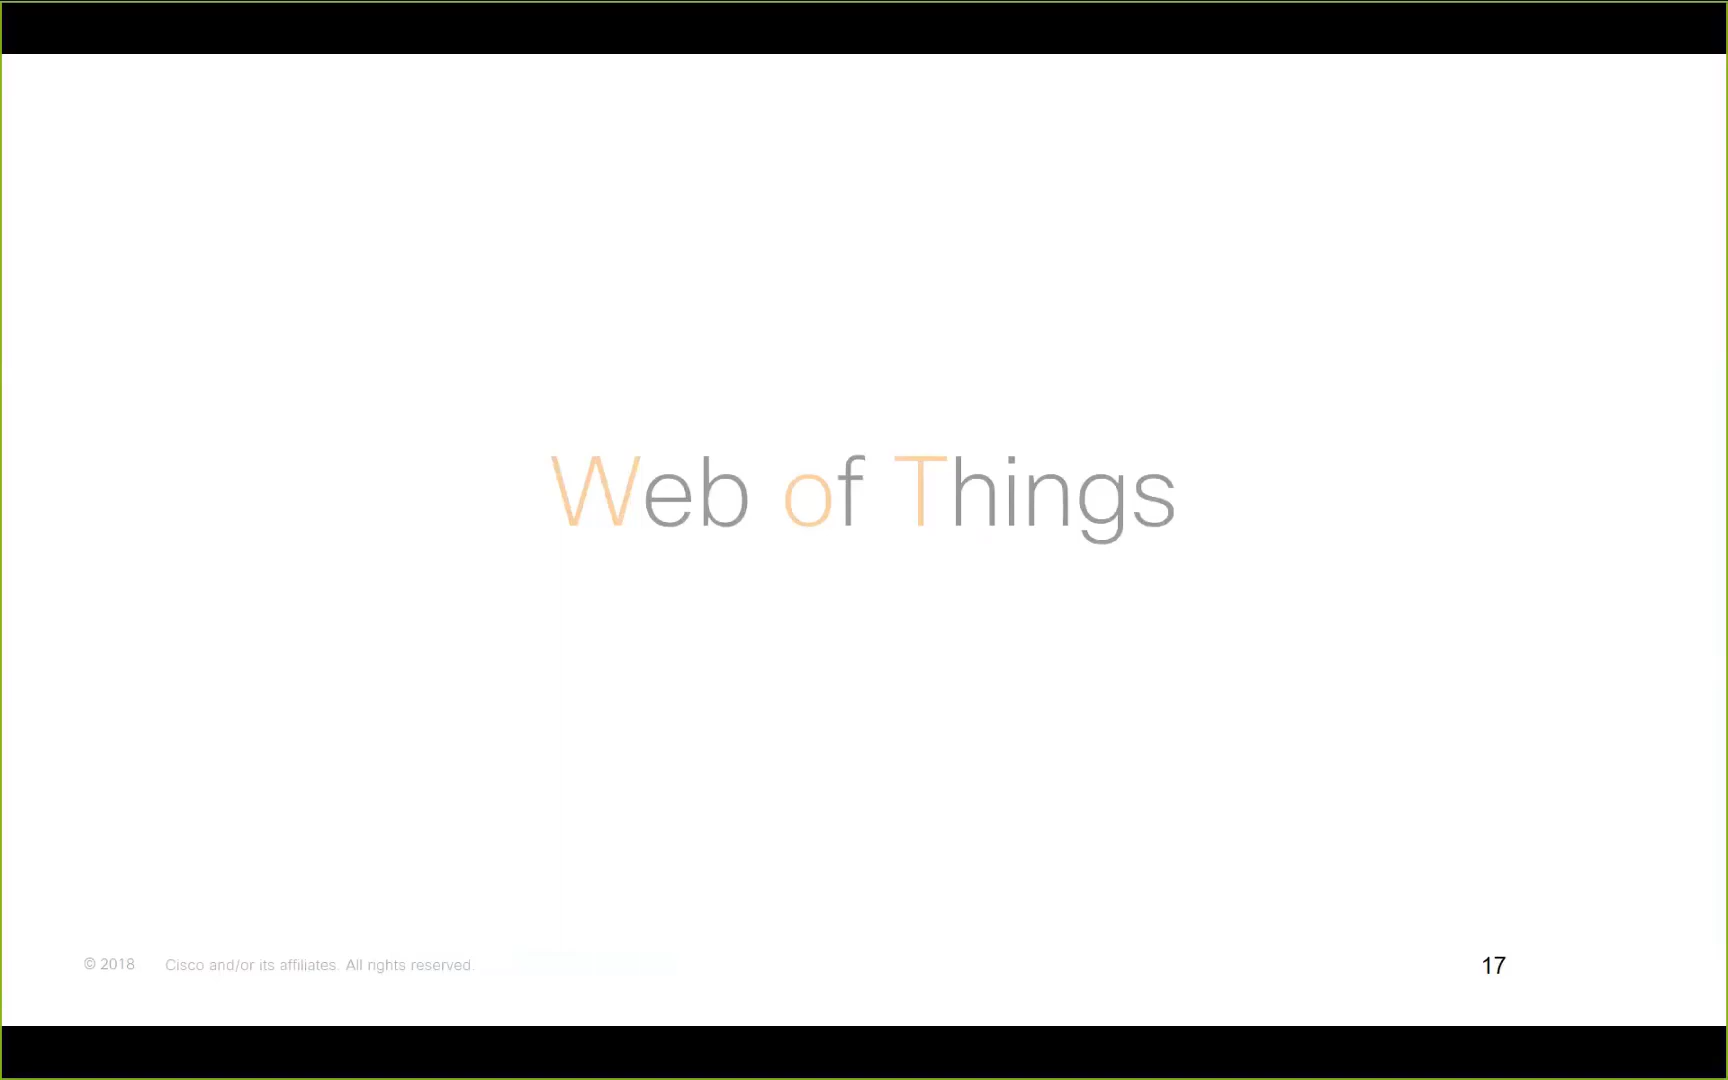 Web of Things
© 2018 Cisco and/or its affiliates. All rights reserved.
17